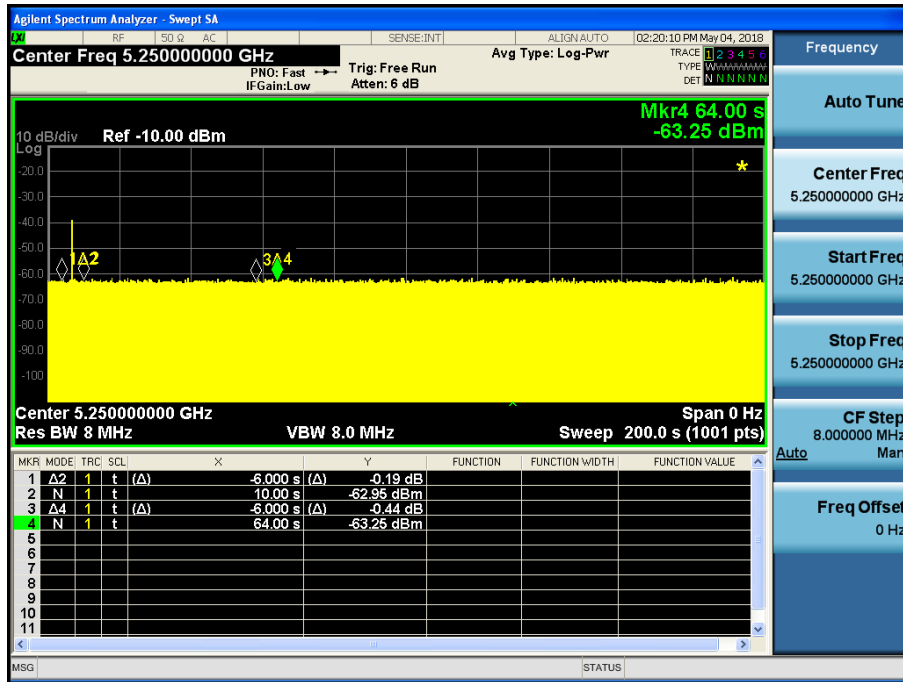 Agilent Spectrum Analyzer - Swept SA
LXI RF 50 Ω AC SENSE:INT ALIGN AUTO 02:20:10 PM May 04, 2018
Center Freq 5.250000000 GHz Avg Type: Log-Pwr TRACE 1 2 3 4 5 6
PNO: Fast Trig: Free Run TYPE
IFGain:Low Atten: 6 dB DET N N N N N N
Frequency
Auto Tune
Center Freq
5.250000000 GHz
Start Freq
5.250000000 GHz
Stop Freq
5.250000000 GHz
CF Step
8.000000 MHz
Auto Man
Freq Offset
0 Hz
Mkr4 64.00 s
-63.25 dBm
10 dB/div Ref -10.00 dBm
Log
-20.0
-30.0
-40.0
-50.0
1Δ2 3Δ4
-60.0
-70.0
-80.0
-90.0
-100
Center 5.250000000 GHz Span 0 Hz
Res BW 8 MHz VBW 8.0 MHz Sweep 200.0 s (1001 pts)
MKR MODE TRC SCL X Y FUNCTION FUNCTION WIDTH FUNCTION VALUE
1 Δ2 1 t (Δ) -6.000 s (Δ) -0.19 dB
2 N 1 t 10.00 s -62.95 dBm
3 Δ4 1 t (Δ) -6.000 s (Δ) -0.44 dB
4 N 1 t 64.00 s -63.25 dBm
5
6
7
8
9
10
11
MSG STATUS